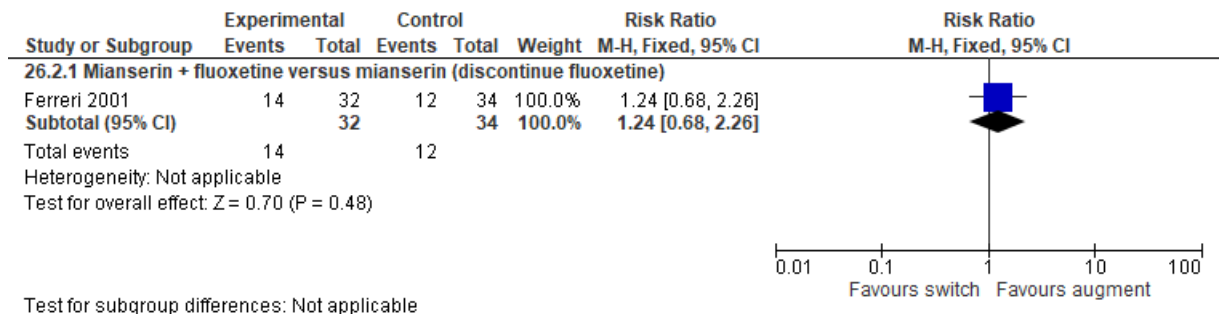 Experimental Control Risk Ratio Risk Ratio
Study or Subgroup Events Total Events Total Weight M-H, Fixed, 95% CI M-H, Fixed, 95% CI
26.2.1 Mianserin + fluoxetine versus mianserin (discontinue fluoxetine)
Ferreri 2001 14 32 12 34 100.0% 1.24 [0.68, 2.26]
Subtotal (95% CI) 32 34 100.0% 1.24 [0.68, 2.26]
Total events 14 12
Heterogeneity: Not applicable
Test for overall effect: Z = 0.70 (P = 0.48)
0.01 0.1 1 10 100
Favours switch Favours augment
Test for subgroup differences: Not applicable